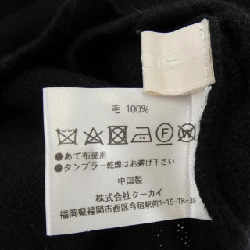 毛 100%
●あて布使用
●タンブラー乾燥はお避け下さい
中国製
株式会社ケーカイ
福岡県福岡市西区今宿町1-15-18-3F